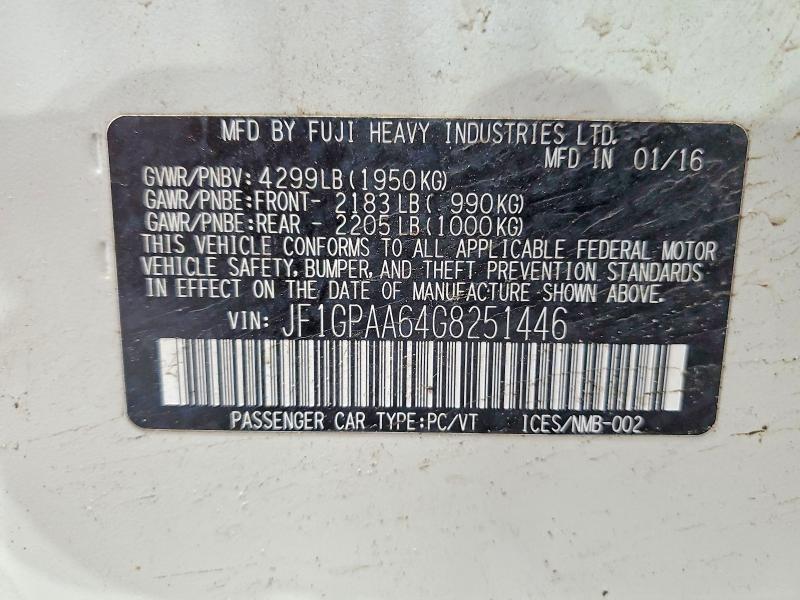 MFD BY FUJI HEAVY INDUSTRIES LTD.
MFD IN 01/16
GVWR/PNBV: 4299LB(1950KG)
GAWR/PNBE:FRONT- 2183LB( 990KG)
GAWR/PNBE:REAR - 2205LB(1000KG)
THIS VEHICLE CONFORMS TO ALL APPLICABLE FEDERAL MOTOR
VEHICLE SAFETY, BUMPER, AND THEFT PREVENTION STANDARDS
IN EFFECT ON THE DATE OF MANUFACTURE SHOWN ABOVE.
VIN: JF1GPAA64G8251446
PASSENGER CAR TYPE:PC/VT ICES/NMB-002